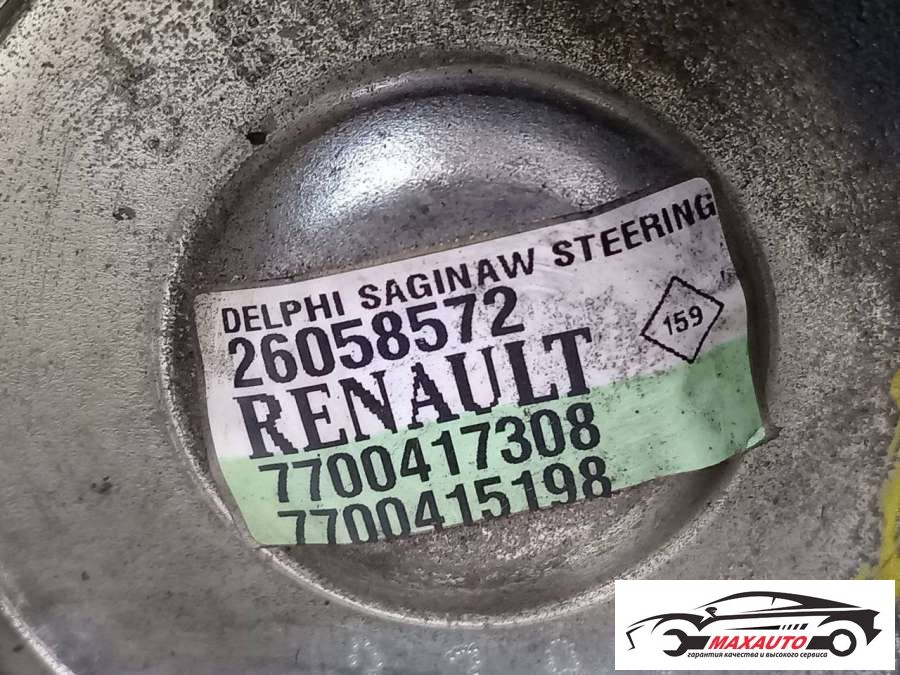 DELPHI SAGINAW STEERING
26058572
159
RENAULT
7700417308
7700415198
MAXAUTO
гарантия качества и высокого сервиса